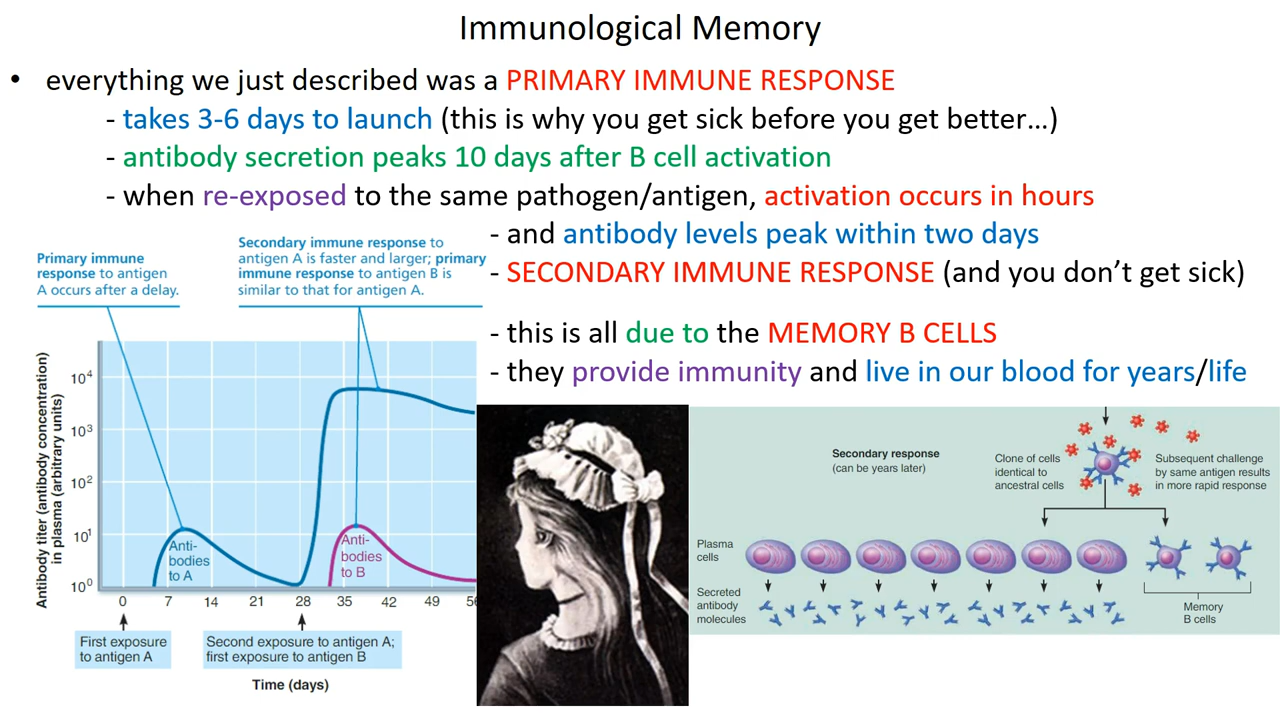 Immunological Memory
• everything we just described was a PRIMARY IMMUNE RESPONSE
- takes 3-6 days to launch (this is why you get sick before you get better…)
- antibody secretion peaks 10 days after B cell activation
- when re-exposed to the same pathogen/antigen, activation occurs in hours
- and antibody levels peak within two days
- SECONDARY IMMUNE RESPONSE (and you don’t get sick)
- this is all due to the MEMORY B CELLS
- they provide immunity and live in our blood for years/life
Primary immune
response to antigen
A occurs after a delay.
Secondary immune response to
antigen A is faster and larger; primary
immune response to antigen B is
similar to that for antigen A.
Antibody titer (antibody concentration)
in plasma (arbitrary units)
10⁴
10³
10²
10¹
10⁰
Anti-
bodies
to A
Anti-
bodies
to B
0 7 14 21 28 35 42 49 56
First exposure
to antigen A
Second exposure to antigen A;
first exposure to antigen B
Time (days)
Secondary response
(can be years later)
Clone of cells
identical to
ancestral cells
Subsequent challenge
by same antigen results
in more rapid response
Plasma
cells
Secreted
antibody
molecules
Memory
B cells